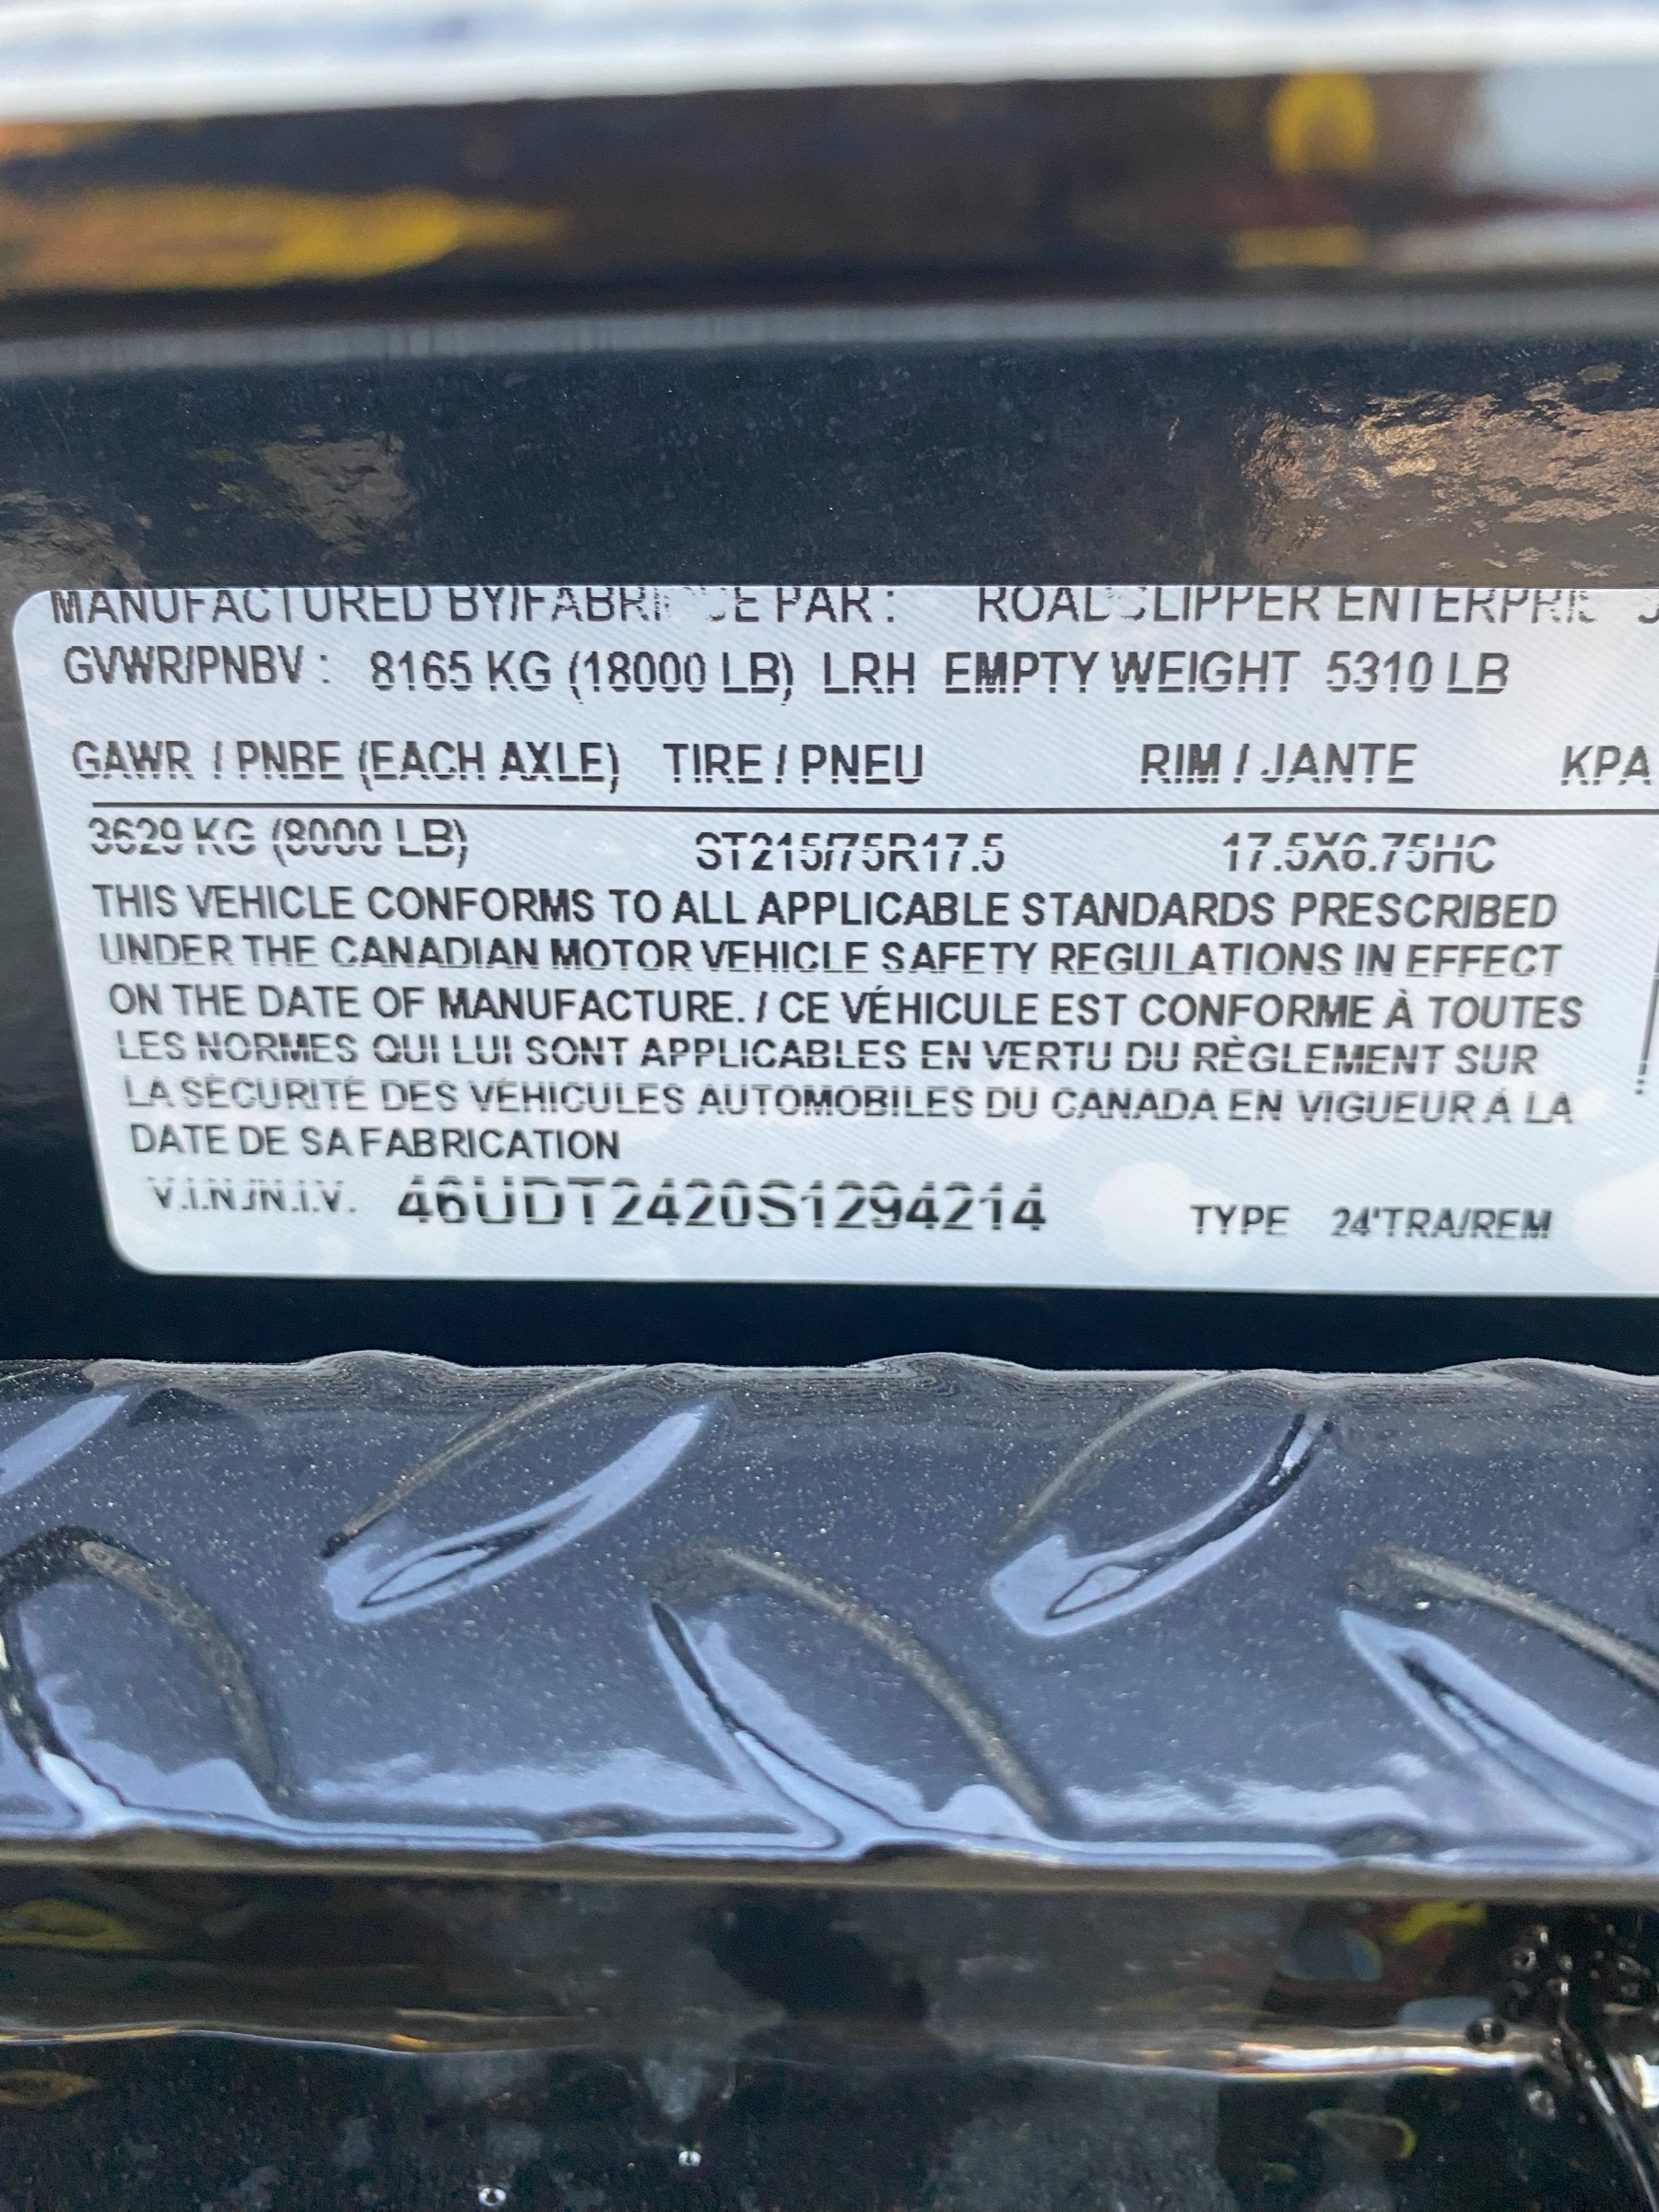 MANUFACTURED BY/FABRIQUE PAR : ROAD CLIPPER
GVWR/PNBV : 8165 KG (18000 LB) LRH EMPTY WEIGHT 5310 LB
GAWR / PNBE (EACH AXLE) TIRE / PNEU RIM / JANTE KPA
3629 KG (8000 LB) ST215/75R17.5 17.5X6.75HC
THIS VEHICLE CONFORMS TO ALL APPLICABLE STANDARDS PRESCRIBED
UNDER THE CANADIAN MOTOR VEHICLE SAFETY REGULATIONS IN EFFECT
ON THE DATE OF MANUFACTURE. / CE VÉHICULE EST CONFORME À TOUTES
LES NORMES QUI LUI SONT APPLICABLES EN VERTU DU RÈGLEMENT SUR
LA SÉCURITÉ DES VÉHICULES AUTOMOBILES DU CANADA EN VIGUEUR À LA
DATE DE SA FABRICATION
V.I.N./N.I.V. 46UDT2420S1294214 TYPE 24'TRA/REM